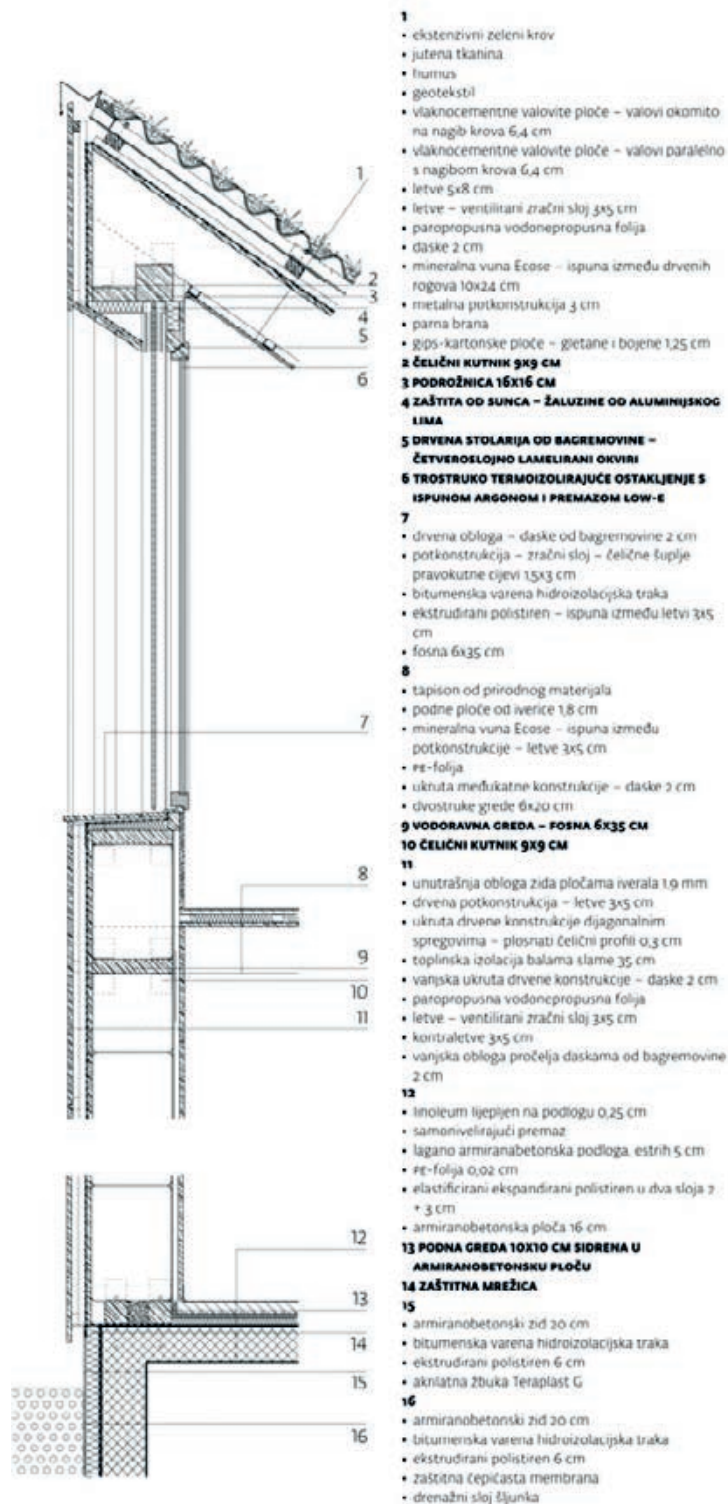 1
• ekstenzivni zeleni krov
• jutena tkanina
• humus
• geotekstil
• vlaknocementne valovite ploče – valovi okomito
na nagib krova 6,4 cm
• vlaknocementne valovite ploče – valovi paralelno
s nagibom krova 6,4 cm
• letve 5x8 cm
• letve – ventilirani zračni sloj 3x5 cm
• paropropusna vodonepropusna folija
• daske 2 cm
• mineralna vuna Ecose – ispuna između drvenih
rogova 10x24 cm
• metalna potkonstrukcija 3 cm
• parna brana
• gips-kartonske ploče – gletane i bojene 1,25 cm
2 ČELIČNI KUTNIK 9X9 CM
3 PODROŽNICA 16X16 CM
4 ZAŠTITA OD SUNCA – ŽALUZINE OD ALUMINIJSKOG
LIMA
5 DRVENA STOLARIJA OD BAGREMOVINE –
ČETVEROSLOJNO LAMELIRANI OKVIRI
6 TROSTRUKO TERMOIZOLIRAJUĆE OSTAKLJENJE S
ISPUNOM ARGONOM I PREMAZOM LOW-E
7
• drvena obloga – daske od bagremovine 2 cm
• potkonstrukcija – zračni sloj – čelične šuplje
pravokutne cijevi 1,5x3 cm
• bitumenska varena hidroizolacijska traka
• ekstrudirani polistiren – ispuna između letvi 3x5
cm
• fosna 6x35 cm
8
• tapison od prirodnog materijala
• podne ploče od iverice 1,8 cm
• mineralna vuna Ecose – ispuna između
potkonstrukcije – letve 3x5 cm
• PE-folija
• ukruta međukatne konstrukcije – daske 2 cm
• dvostruke grede 6x20 cm
9 VODORAVNA GREDA – FOSNA 6X35 CM
10 ČELIČNI KUTNIK 9X9 CM
11
• unutrašnja obloga zida pločama iverala 1,9 mm
• drvena potkonstrukcija – letve 3x5 cm
• ukruta drvene konstrukcije dijagonalnim
spregovima – plosnati čelični profili 0,3 cm
• toplinska izolacija balama slame 35 cm
• vanjska ukruta drvene konstrukcije – daske 2 cm
• paropropusna vodonepropusna folija
• letve – ventilirani zračni sloj 3x5 cm
• kontraletve 3x5 cm
• vanjska obloga pročelja daskama od bagremovine
2 cm
12
• linoleum lijepljen na podlogu 0,25 cm
• samonivelirajući premaz
• lagano armiranabetonska podloga, estrih 5 cm
• PE-folija 0,02 cm
• elastificirani ekspandirani polistiren u dva sloja 2
+ 3 cm
• armiranobetonska ploča 16 cm
13 PODNA GREDA 10X10 CM SIDRENA U
ARMIRANOBETONSKU PLOČU
14 ZAŠTITNA MREŽICA
15
• armiranobetonski zid 20 cm
• bitumenska varena hidroizolacijska traka
• ekstrudirani polistiren 6 cm
• akrilatna žbuka Teraplast G
16
• armiranobetonski zid 20 cm
• bitumenska varena hidroizolacijska traka
• ekstrudirani polistiren 6 cm
• zaštitna čepićasta membrana
• drenažni sloj šljunka
1
2
3
4
5
6
7
8
9
10
11
12
13
14
15
16